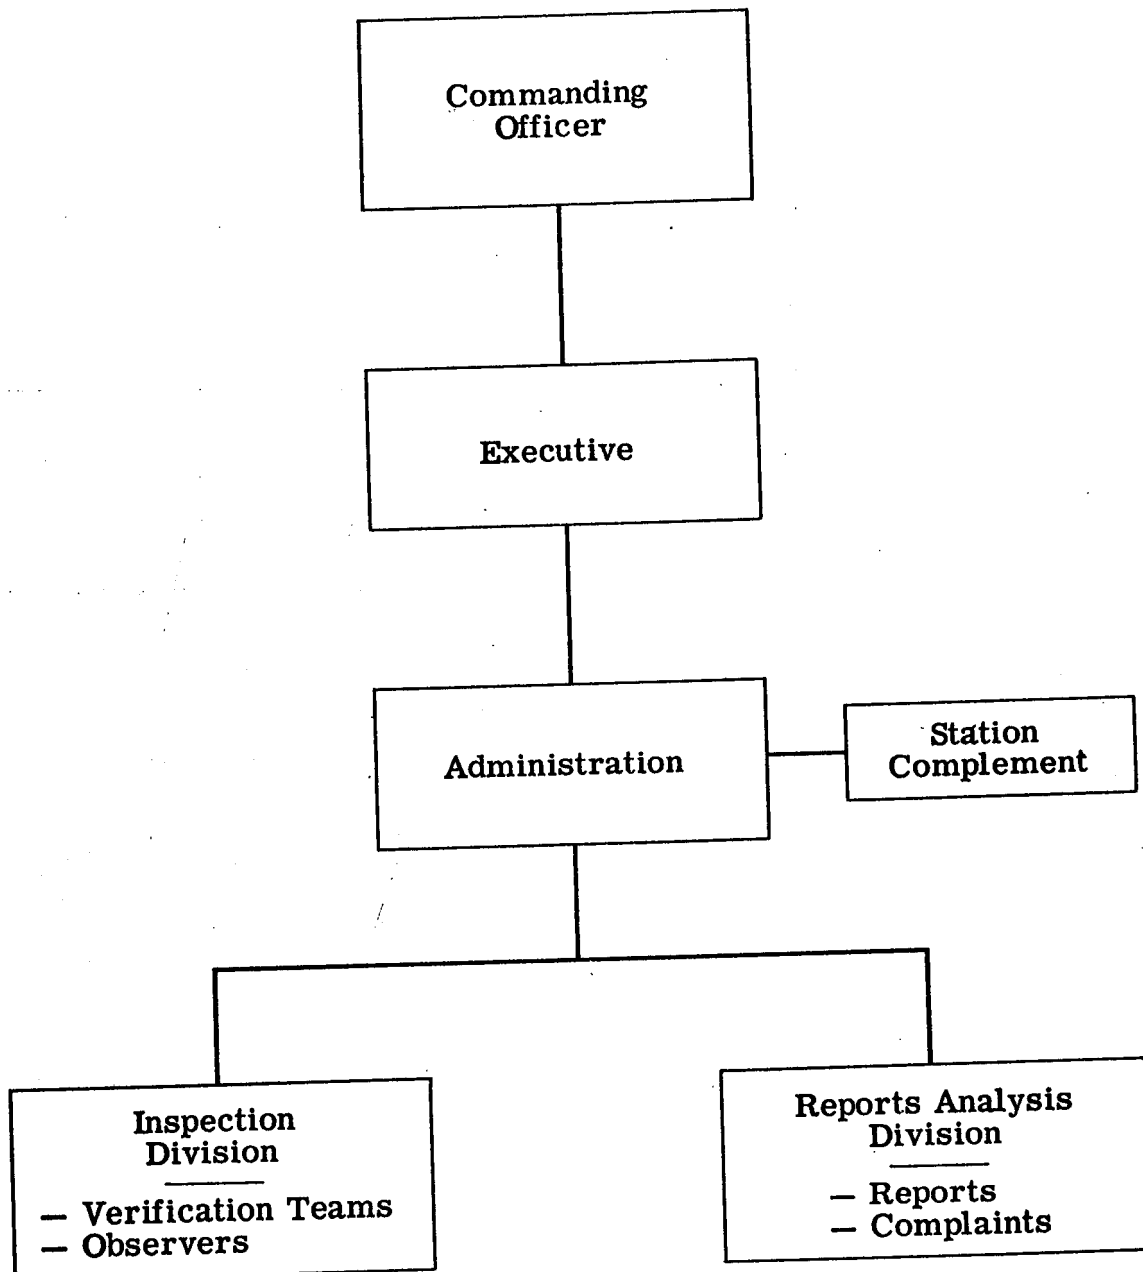 Commanding
Officer
Executive
Administration
Station
Complement
Inspection
Division
— Verification Teams
— Observers
Reports Analysis
Division
— Reports
— Complaints